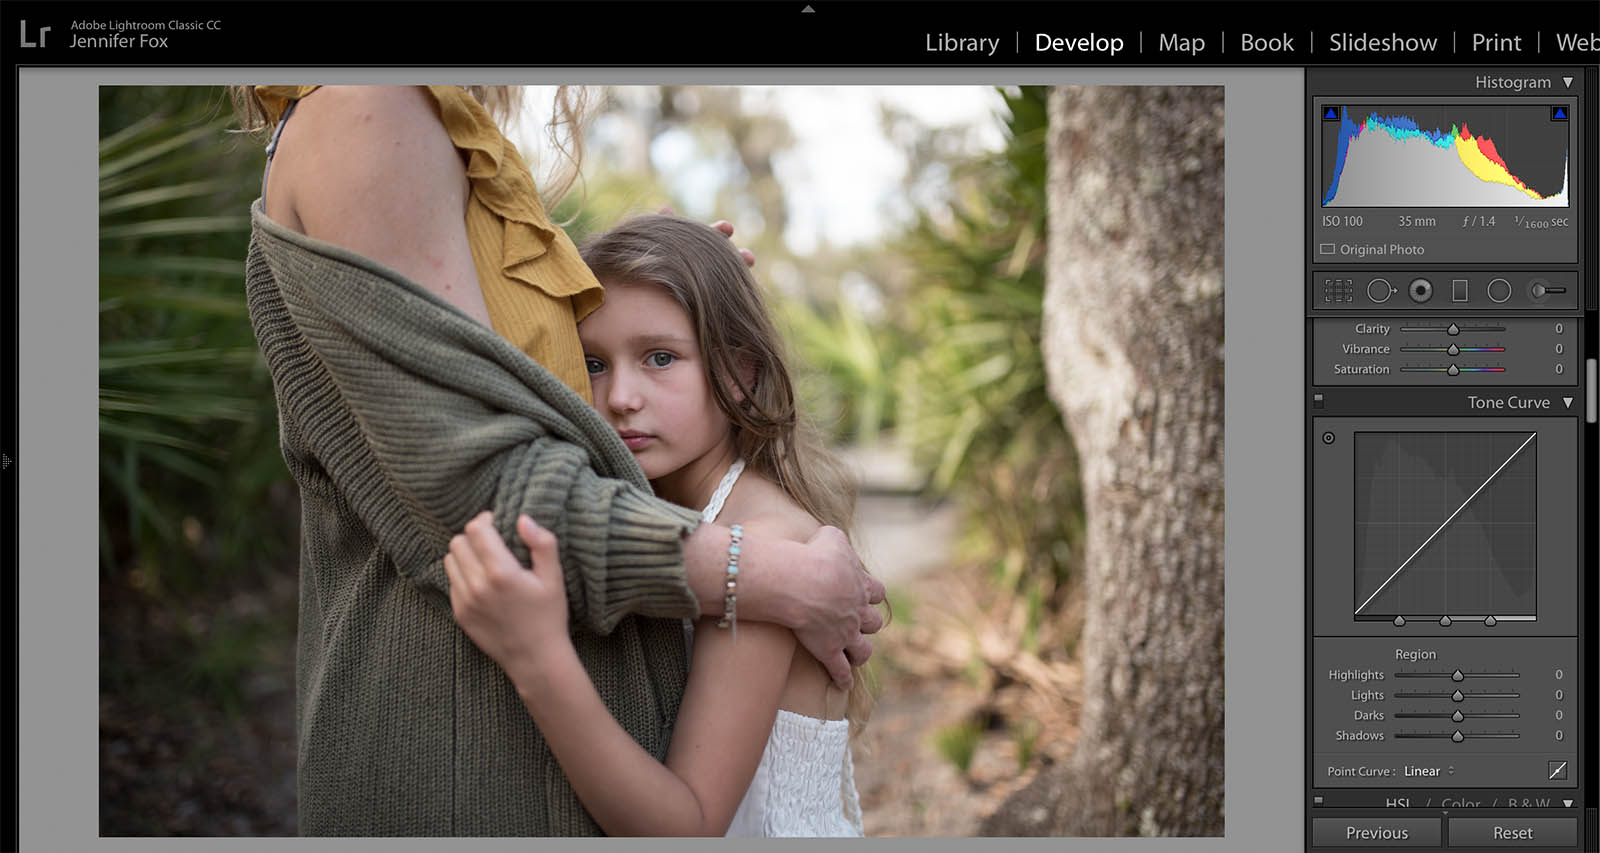 Lr
Adobe Lightroom Classic CC
Jennifer Fox
Library | Develop | Map | Book | Slideshow | Print | Web
Histogram
ISO 100 35 mm ƒ / 1.4 1/1600 sec
Original Photo
Clarity 0
Vibrance 0
Saturation 0
Tone Curve
Region
Highlights 0
Lights 0
Darks 0
Shadows 0
Point Curve : Linear
HSL / Color / B & W
Previous Reset